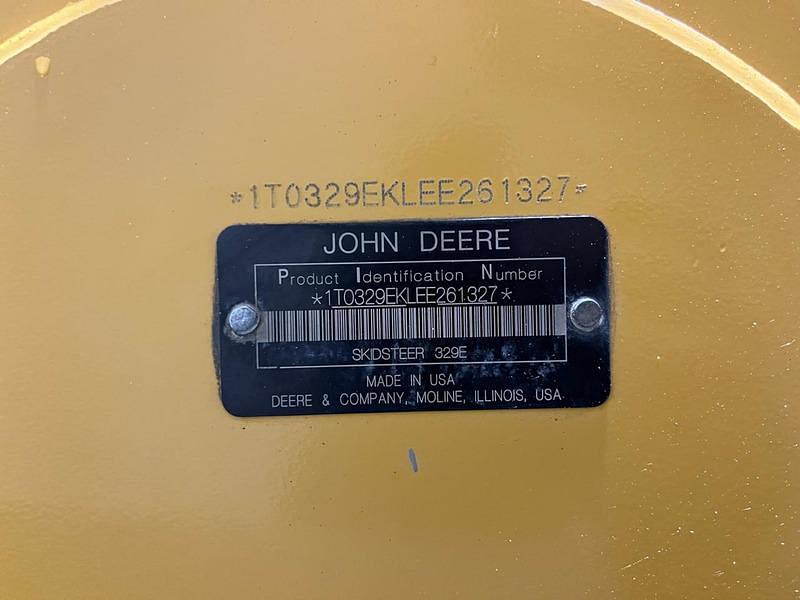 *1T0329EKLEE261327*
JOHN DEERE
Product Identification Number
*1T0329EKLEE261327*
SKIDSTEER 329E
MADE IN USA
DEERE & COMPANY, MOLINE, ILLINOIS, USA